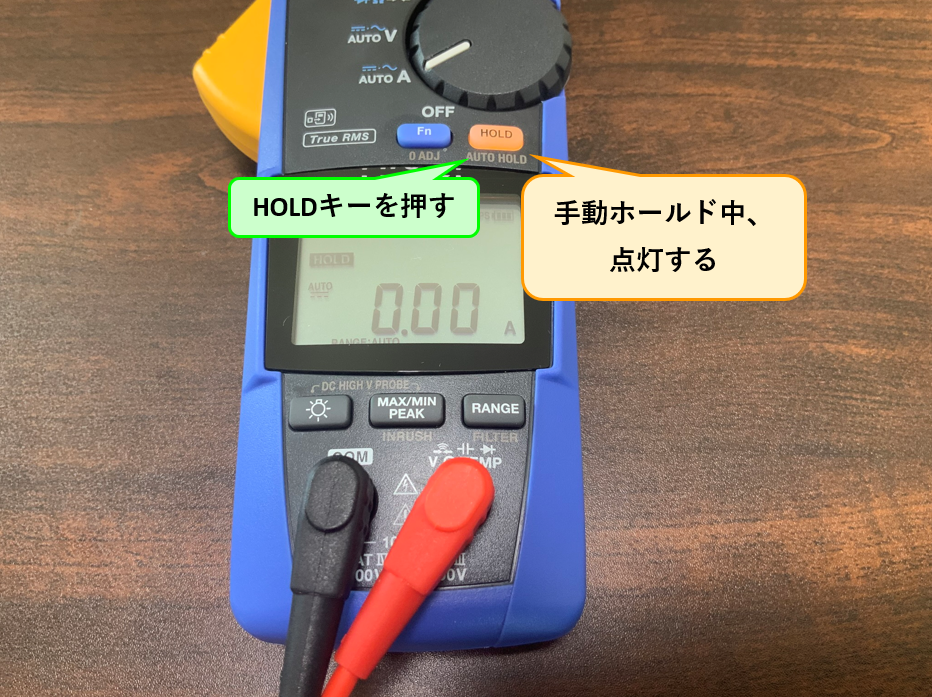 AUTO V
AUTO A
OFF
Fn
HOLD
True RMS
0 ADJ
AUTO HOLD
HOLDキーを押す
手動ホールド中、
点灯する
HOLD
AUTO
0.00
A
RANGE:AUTO
DC HIGH V PROBE
MAX/MIN
PEAK
RANGE
INRUSH
FILTER
COM
V